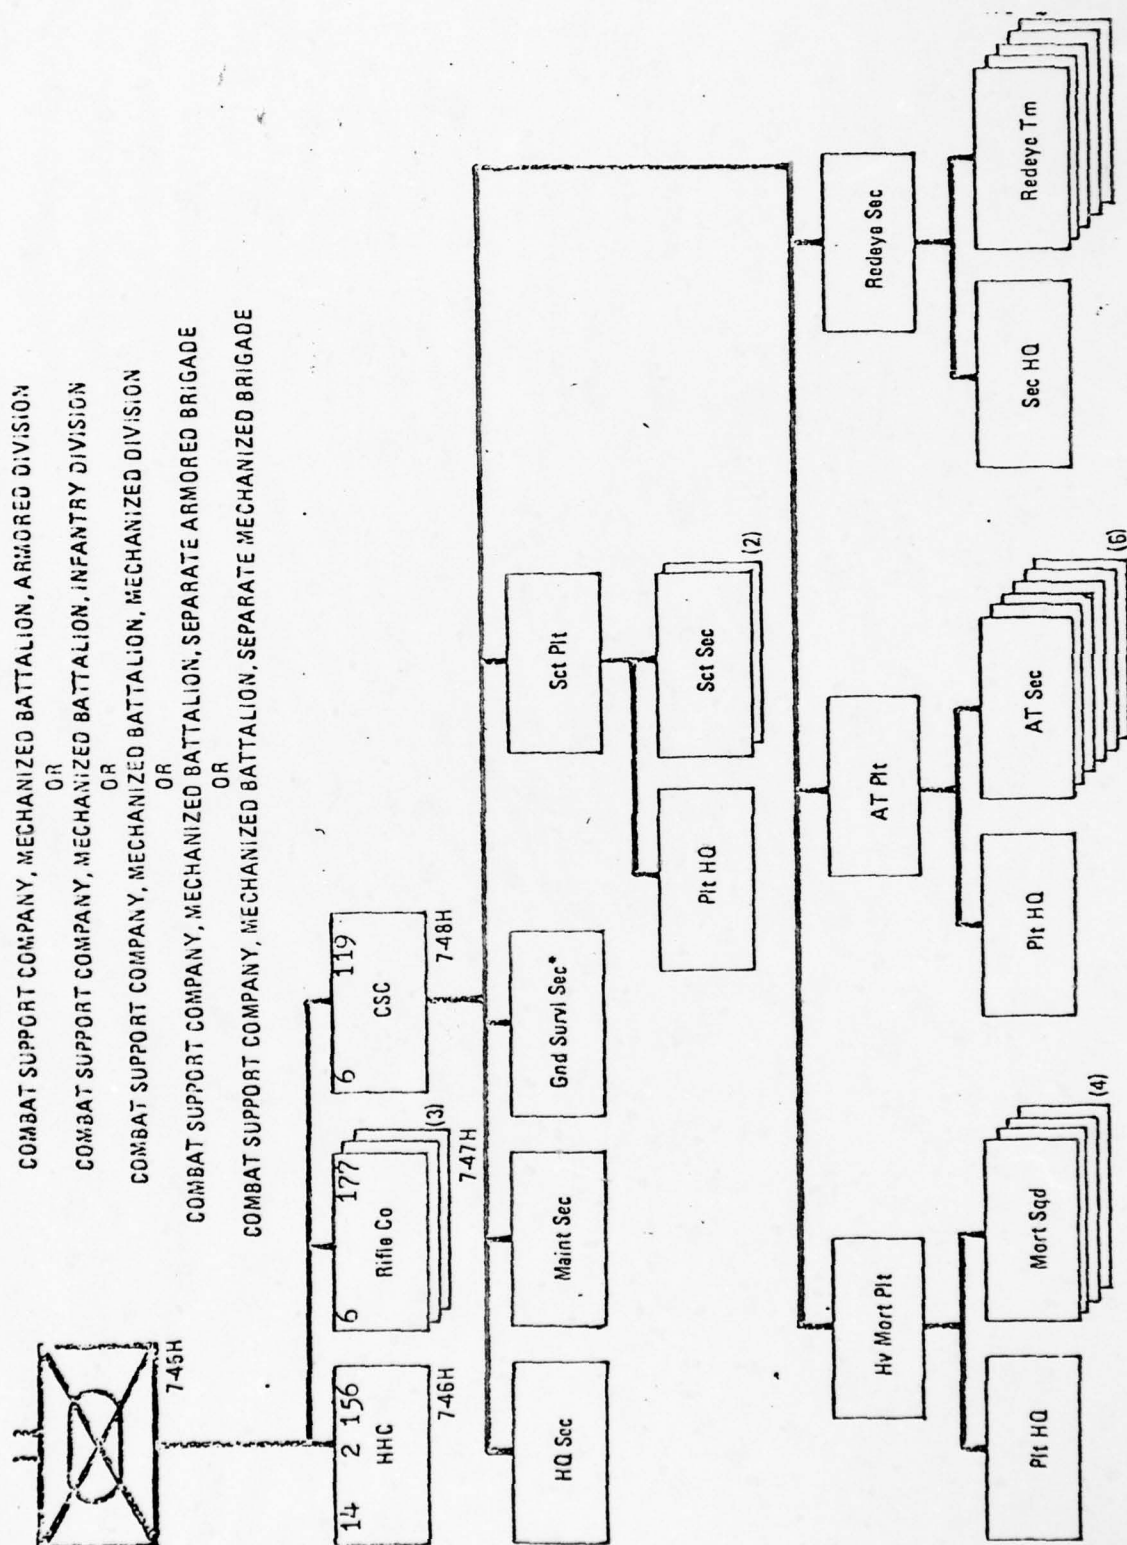 COMBAT SUPPORT COMPANY, MECHANIZED BATTALION, ARMORED DIVISION
OR
COMBAT SUPPORT COMPANY, MECHANIZED BATTALION, INFANTRY DIVISION
OR
COMBAT SUPPORT COMPANY, MECHANIZED BATTALION, MECHANIZED DIVISION
OR
COMBAT SUPPORT COMPANY, MECHANIZED BATTALION, SEPARATE ARMORED BRIGADE
OR
COMBAT SUPPORT COMPANY, MECHANIZED BATTALION, SEPARATE MECHANIZED BRIGADE
7-45H
14 2 156
HHC
7-46H
6 177
Rifle Co
(3)
7-47H
6 119
CSC
7-48H
HQ Sec
Maint Sec
Gnd Survl Sec*
Sct Plt
Plt HQ
Sct Sec
(2)
Hv Mort Plt
Plt HQ
Mort Sqd
(4)
AT Plt
Plt HQ
AT Sec
(6)
Redeye Sec
Sec HQ
Redeye Tm